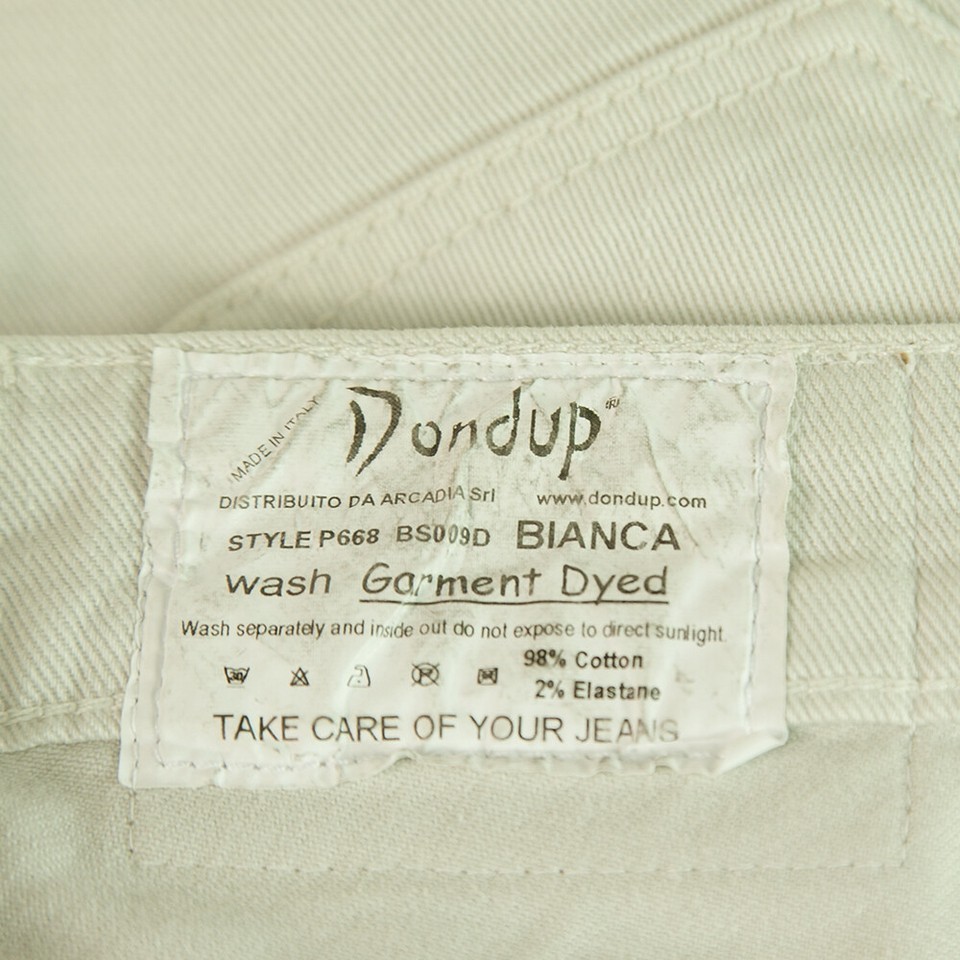 Dondup®
MADE IN ITALY
DISTRIBUITO DA ARCADIA Srl www.dondup.com
STYLE P668 BS009D BIANCA
wash Garment Dyed
Wash separately and inside out do not expose to direct sunlight.
30
98% Cotton
2% Elastane
TAKE CARE OF YOUR JEANS